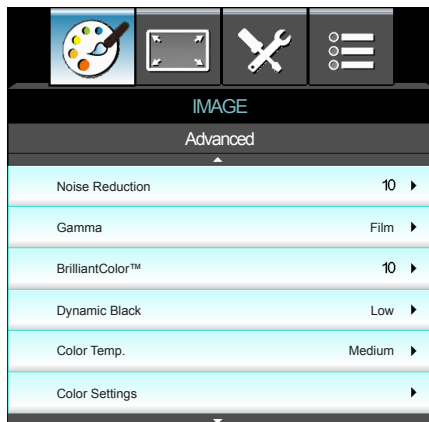 IMAGE
Advanced
Noise Reduction 10
Gamma Film
BrilliantColor™ 10
Dynamic Black Low
Color Temp. Medium
Color Settings